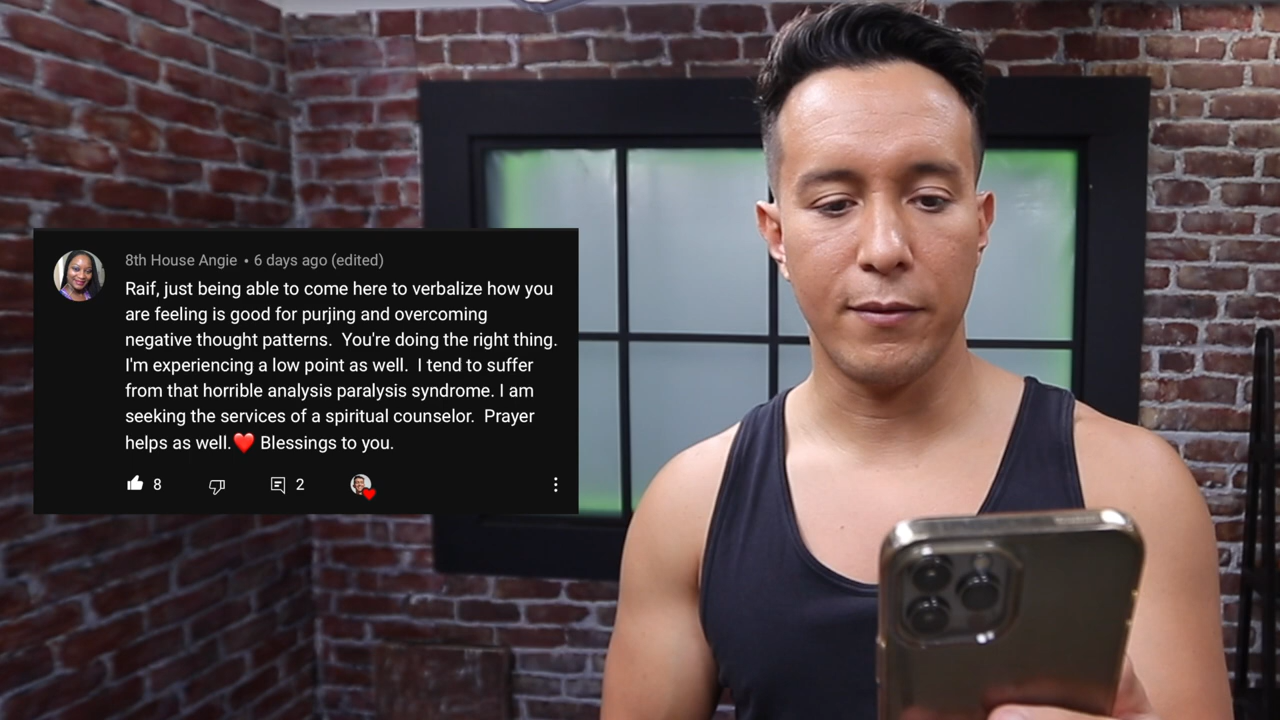 8th House Angie • 6 days ago (edited)
Raif, just being able to come here to verbalize how you
are feeling is good for purjing and overcoming
negative thought patterns.  You're doing the right thing.
I'm experiencing a low point as well.  I tend to suffer
from that horrible analysis paralysis syndrome. I am
seeking the services of a spiritual counselor.  Prayer
helps as well.❤️ Blessings to you.
8 2